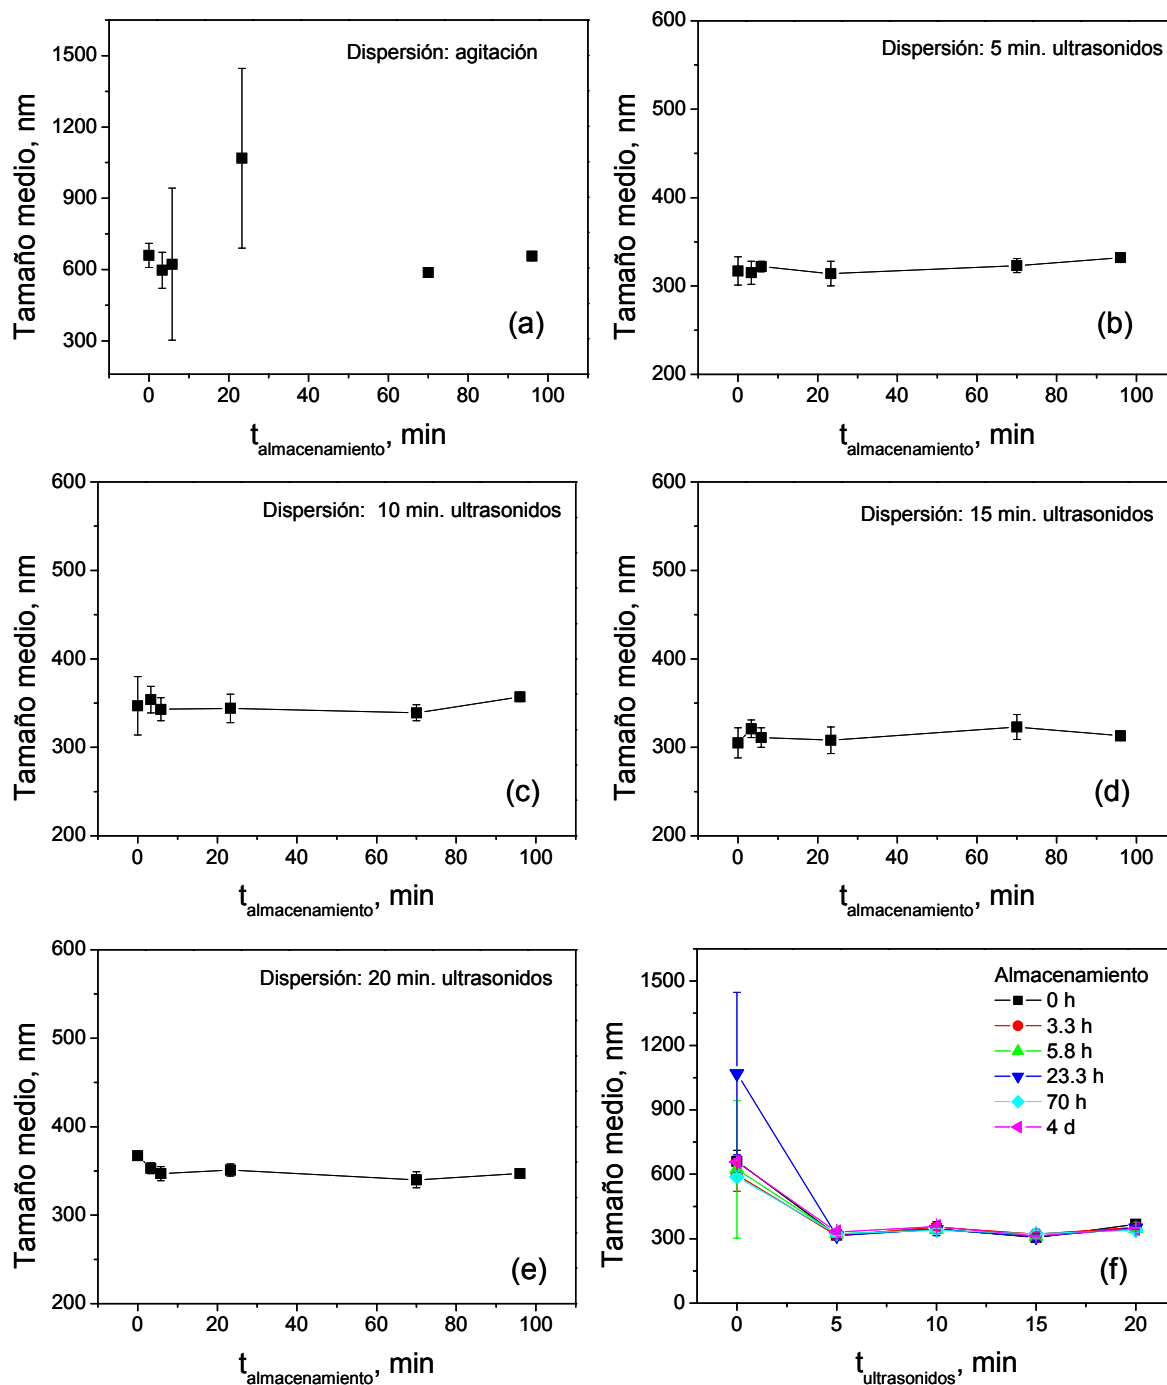 Dispersión: agitación
1500
1200
900
600
300
Tamaño medio, nm
(a)
0 20 40 60 80 100
t almacenamiento, min
Dispersión: 5 min. ultrasonidos
600
500
400
300
200
Tamaño medio, nm
(b)
0 20 40 60 80 100
t almacenamiento, min
Dispersión: 10 min. ultrasonidos
600
500
400
300
200
Tamaño medio, nm
(c)
0 20 40 60 80 100
t almacenamiento, min
Dispersión: 15 min. ultrasonidos
600
500
400
300
200
Tamaño medio, nm
(d)
0 20 40 60 80 100
t almacenamiento, min
Dispersión: 20 min. ultrasonidos
600
500
400
300
200
Tamaño medio, nm
(e)
0 20 40 60 80 100
t almacenamiento, min
Almacenamiento
0 h
3.3 h
5.8 h
23.3 h
70 h
4 d
1500
1200
900
600
300
0
Tamaño medio, nm
(f)
0 5 10 15 20
t ultrasonidos, min